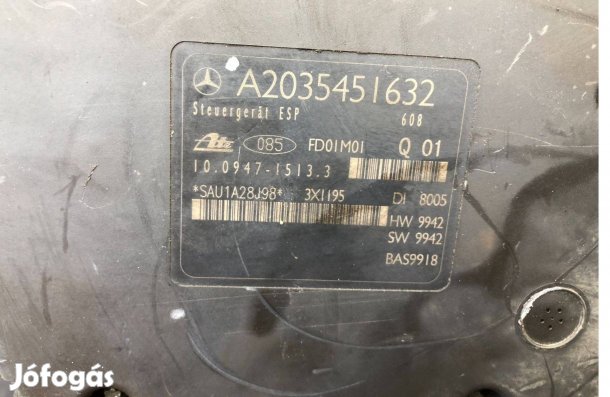 A2035451632
Steuergerät ESP 608
Ate 085 FD01M01 Q 01
10.0947-1513.3
*SAU1A28J98* 3X1195 DI 8005
HW 9942
SW 9942
BAS9918
Jófogás